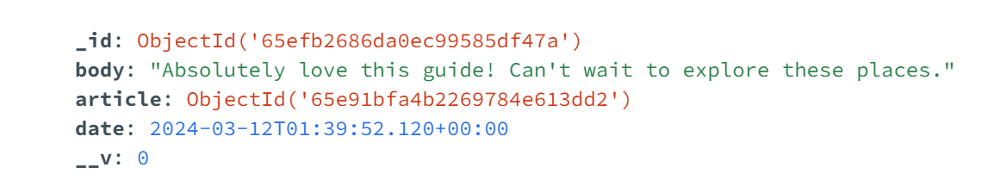 _id: ObjectId('65efb2686da0ec99585df47a')
body: "Absolutely love this guide! Can't wait to explore these places."
article: ObjectId('65e91bfa4b2269784e613dd2')
date: 2024-03-12T01:39:52.120+00:00
__v: 0